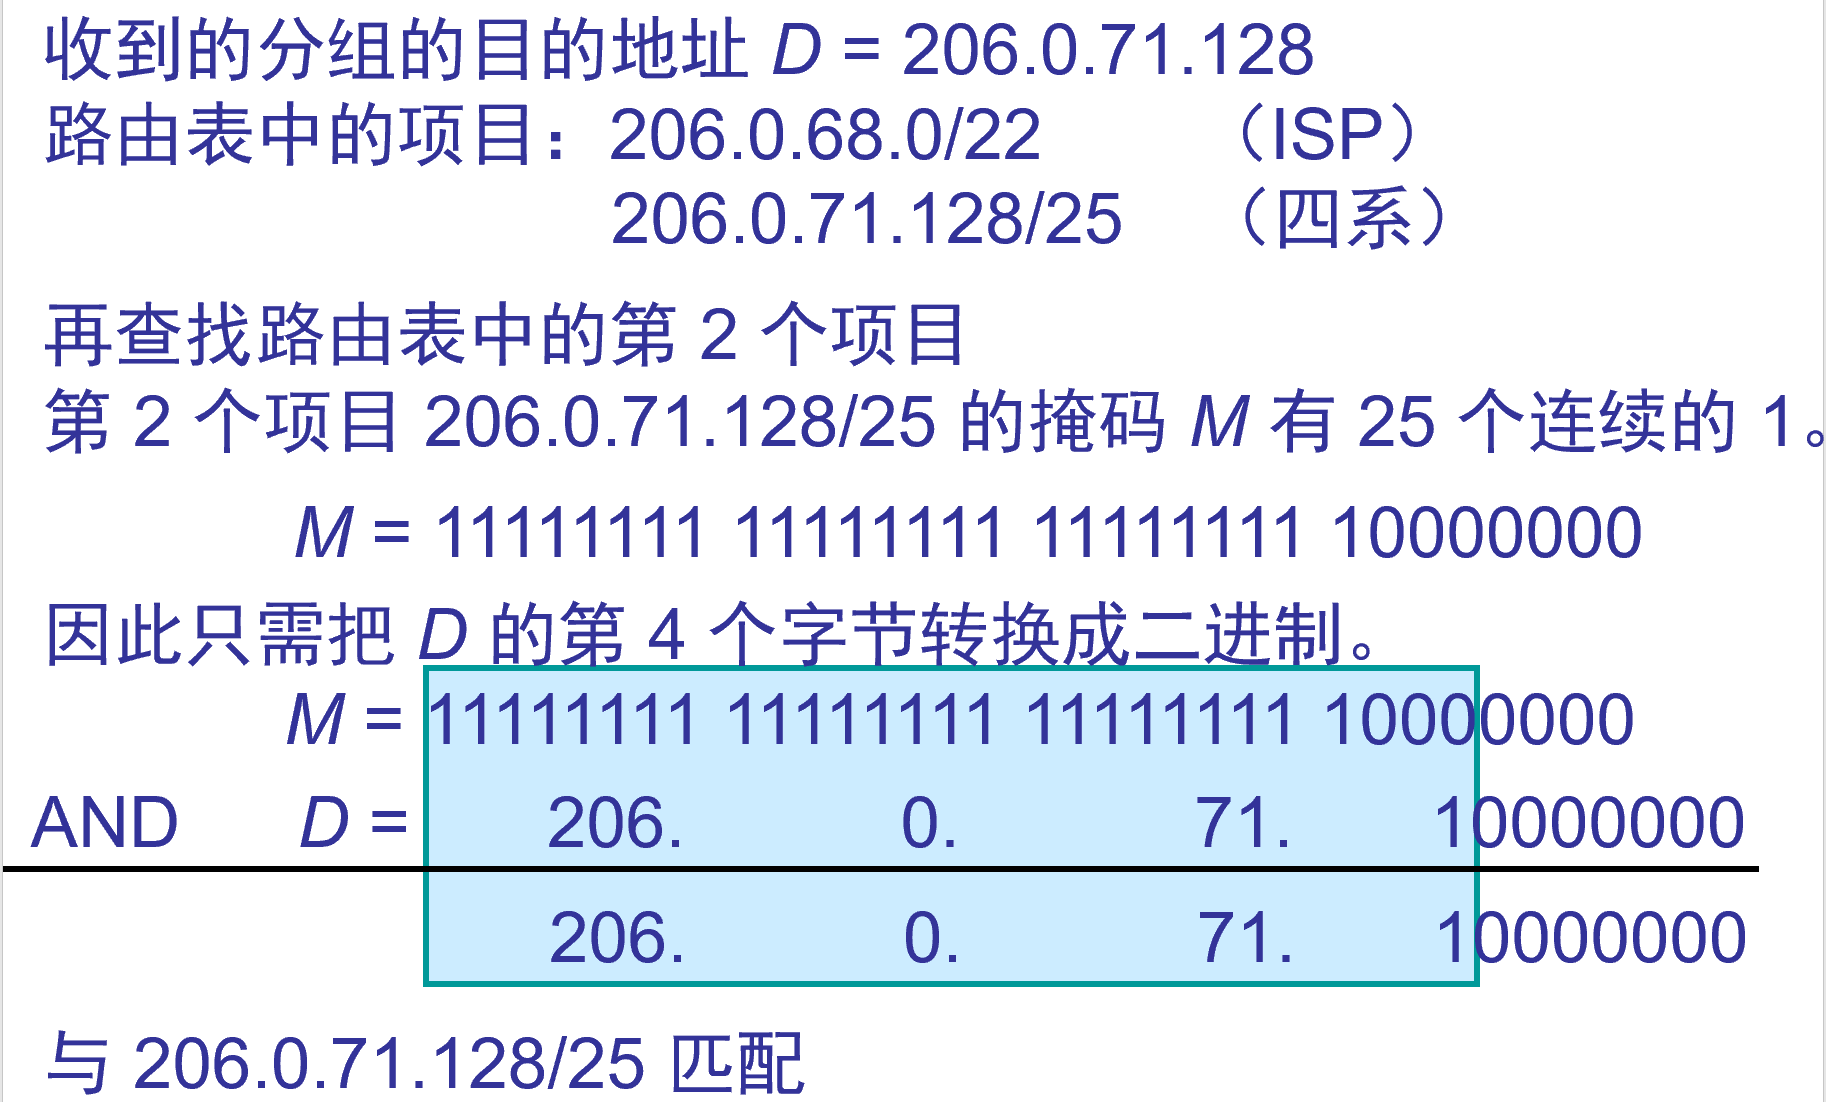 收到的分组的目的地址 D = 206.0.71.128
路由表中的项目：206.0.68.0/22 （ISP）
206.0.71.128/25 （四系）
再查找路由表中的第 2 个项目
第 2 个项目 206.0.71.128/25 的掩码 M 有 25 个连续的 1。
M = 11111111 11111111 11111111 10000000
因此只需把 D 的第 4 个字节转换成二进制。
M = 11111111 11111111 11111111 10000000
AND D = 206. 0. 71. 10000000
206. 0. 71. 10000000
与 206.0.71.128/25 匹配